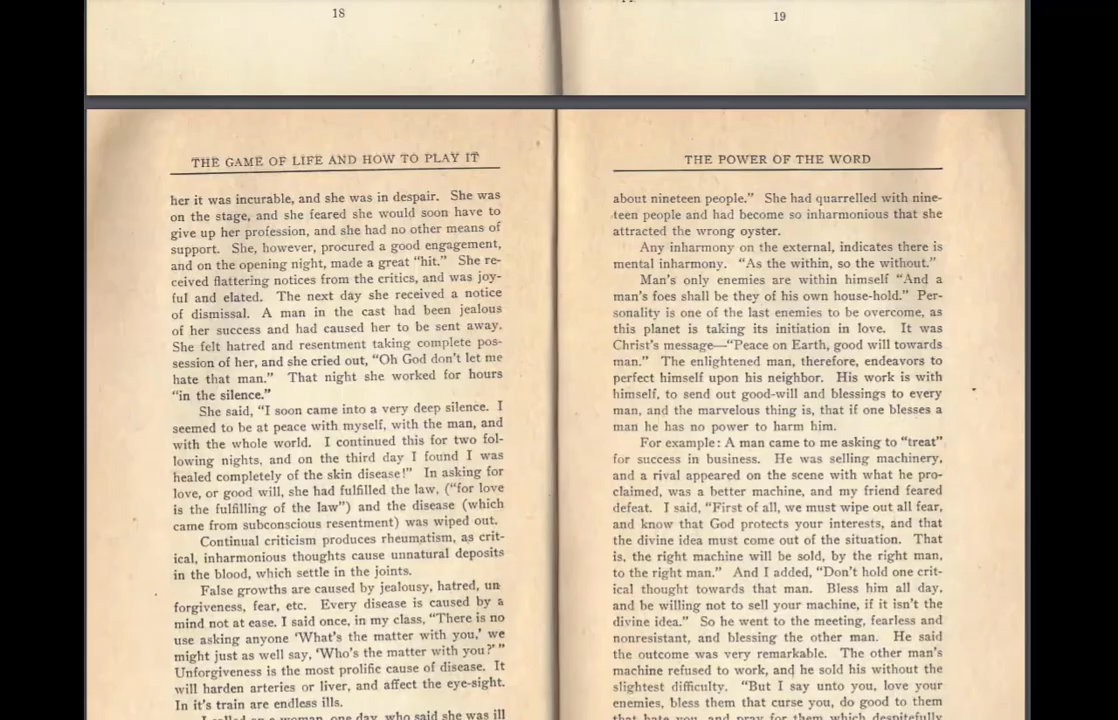 18
19
THE GAME OF LIFE AND HOW TO PLAY IT
her it was incurable, and she was in despair. She was
on the stage, and she feared she would soon have to
give up her profession, and she had no other means of
support. She, however, procured a good engagement,
and on the opening night, made a great "hit." She re-
ceived flattering notices from the critics, and was joy-
ful and elated. The next day she received a notice
of dismissal. A man in the cast had been jealous
of her success and had caused her to be sent away.
She felt hatred and resentment taking complete pos-
session of her, and she cried out, "Oh God don't let me
hate that man." That night she worked for hours
"in the silence."
She said, "I soon came into a very deep silence. I
seemed to be at peace with myself, with the man, and
with the whole world. I continued this for two fol-
lowing nights, and on the third day I found I was
healed completely of the skin disease!" In asking for
love, or good will, she had fulfilled the law, ("for love
is the fulfilling of the law") and the disease (which
came from subconscious resentment) was wiped out.
Continual criticism produces rheumatism, as crit-
ical, inharmonious thoughts cause unnatural deposits
in the blood, which settle in the joints.
False growths are caused by jealousy, hatred, un
forgiveness, fear, etc. Every disease is caused by a
mind not at ease. I said once, in my class, "There is no
use asking anyone 'What's the matter with you,' we
might just as well say, 'Who's the matter with you?'"
Unforgiveness is the most prolific cause of disease. It
will harden arteries or liver, and affect the eye-sight.
In it's train are endless ills.
I called on a woman, one day, who said she was ill
THE POWER OF THE WORD
about nineteen people." She had quarrelled with nine-
teen people and had become so inharmonious that she
attracted the wrong oyster.
Any inharmony on the external, indicates there is
mental inharmony. "As the within, so the without."
Man's only enemies are within himself "And a
man's foes shall be they of his own house-hold." Per-
sonality is one of the last enemies to be overcome, as
this planet is taking its initiation in love. It was
Christ's message—"Peace on Earth, good will towards
man." The enlightened man, therefore, endeavors to
perfect himself upon his neighbor. His work is with
himself, to send out good-will and blessings to every
man, and the marvelous thing is, that if one blesses a
man he has no power to harm him.
For example: A man came to me asking to "treat"
for success in business. He was selling machinery,
and a rival appeared on the scene with what he pro-
claimed, was a better machine, and my friend feared
defeat. I said, "First of all, we must wipe out all fear,
and know that God protects your interests, and that
the divine idea must come out of the situation. That
is, the right machine will be sold, by the right man,
to the right man." And I added, "Don't hold one crit-
ical thought towards that man. Bless him all day,
and be willing not to sell your machine, if it isn't the
divine idea." So he went to the meeting, fearless and
nonresistant, and blessing the other man. He said
the outcome was very remarkable. The other man's
machine refused to work, and he sold his without the
slightest difficulty. "But I say unto you, love your
enemies, bless them that curse you, do good to them
that hate you, and pray for them which despitefully